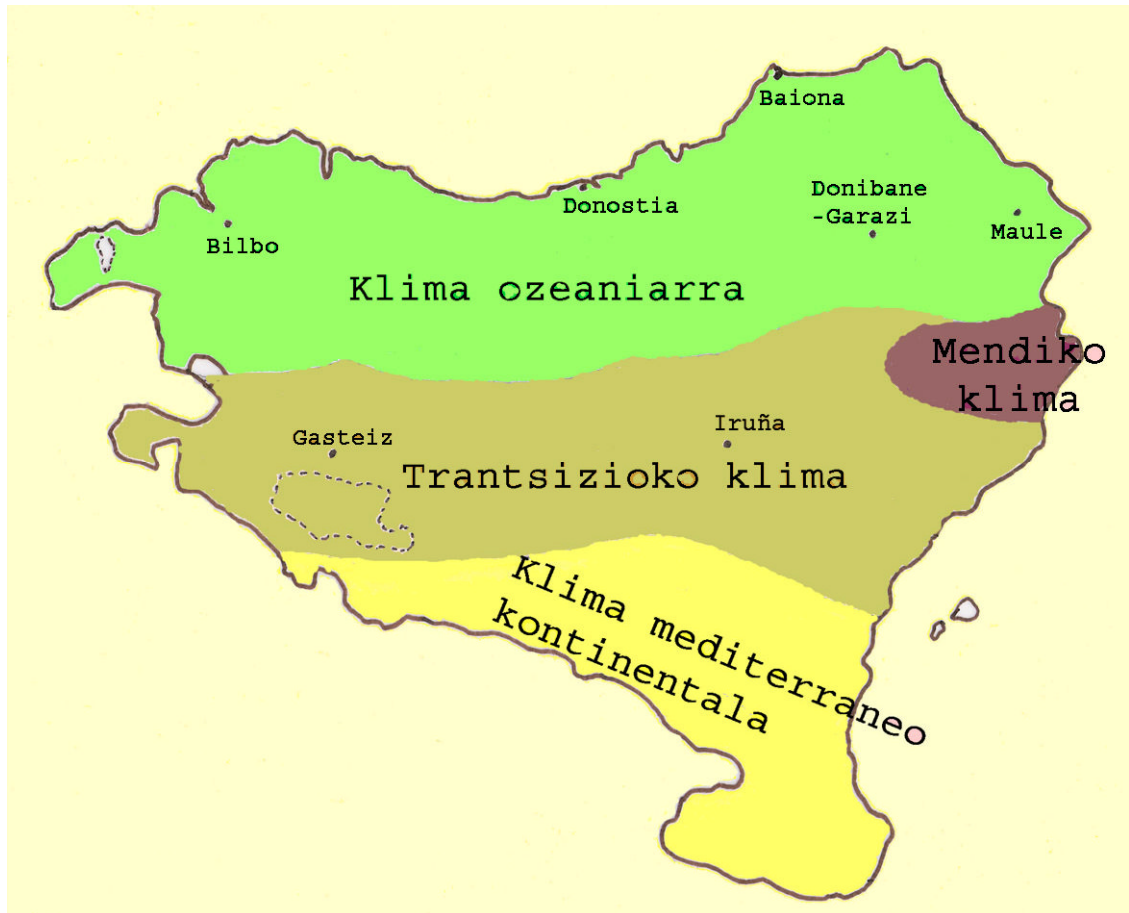 Baiona
Donibane
-Garazi
Donostia
Maule
Bilbo
Klima ozeaniarra
Mendiko
klima
Iruña
Gasteiz
Trantsizioko klima
Klima mediterraneo
kontinentala